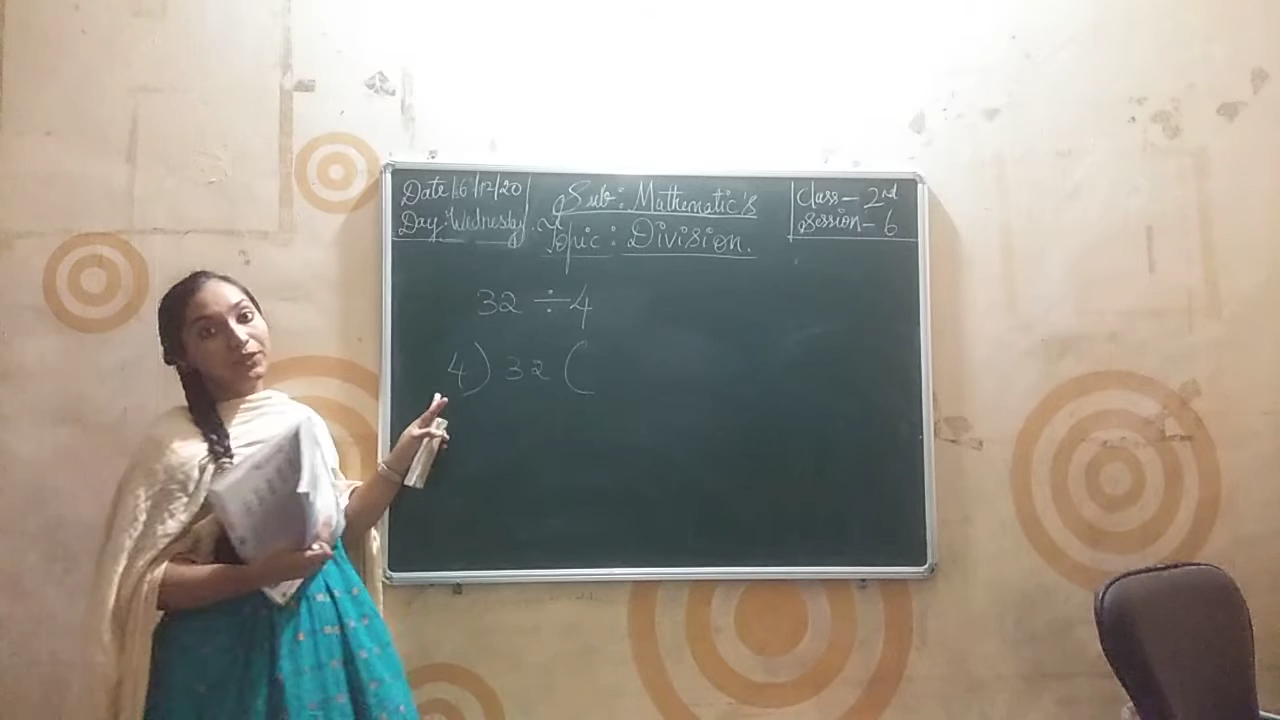 Date 16/12/20
Day: Wednesday.
Sub: Mathematic's
Topic: Division.
Class - 2nd
Session - 6
32 ÷ 4
4) 32 (